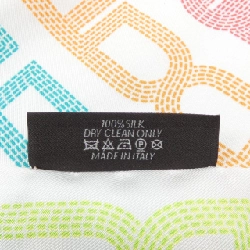 100% SILK
DRY CLEAN ONLY
MADE IN ITALY